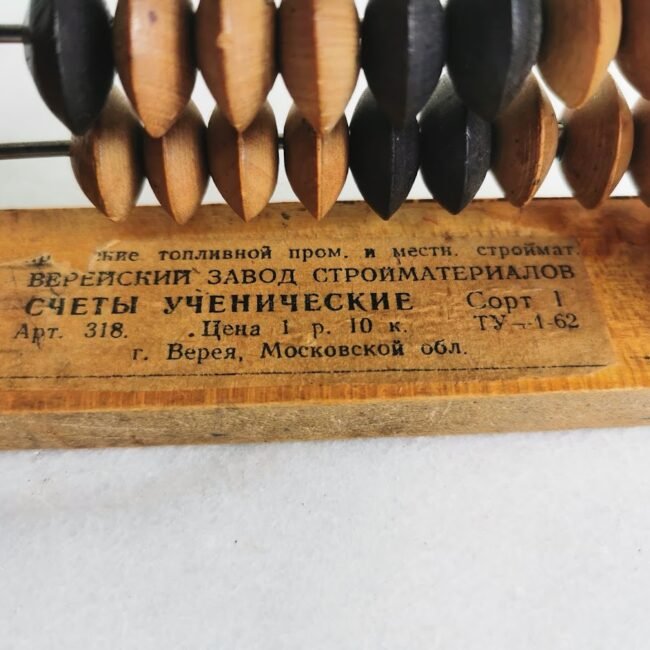 топливной пром. и местн. строймат.
ВЕРЕЙСКИЙ ЗАВОД СТРОЙМАТЕРИАЛОВ
СЧЕТЫ УЧЕНИЧЕСКИЕ Сорт 1
Арт. 318. Цена 1 р. 10 к. ТУ—1-62
г. Верея, Московской обл.